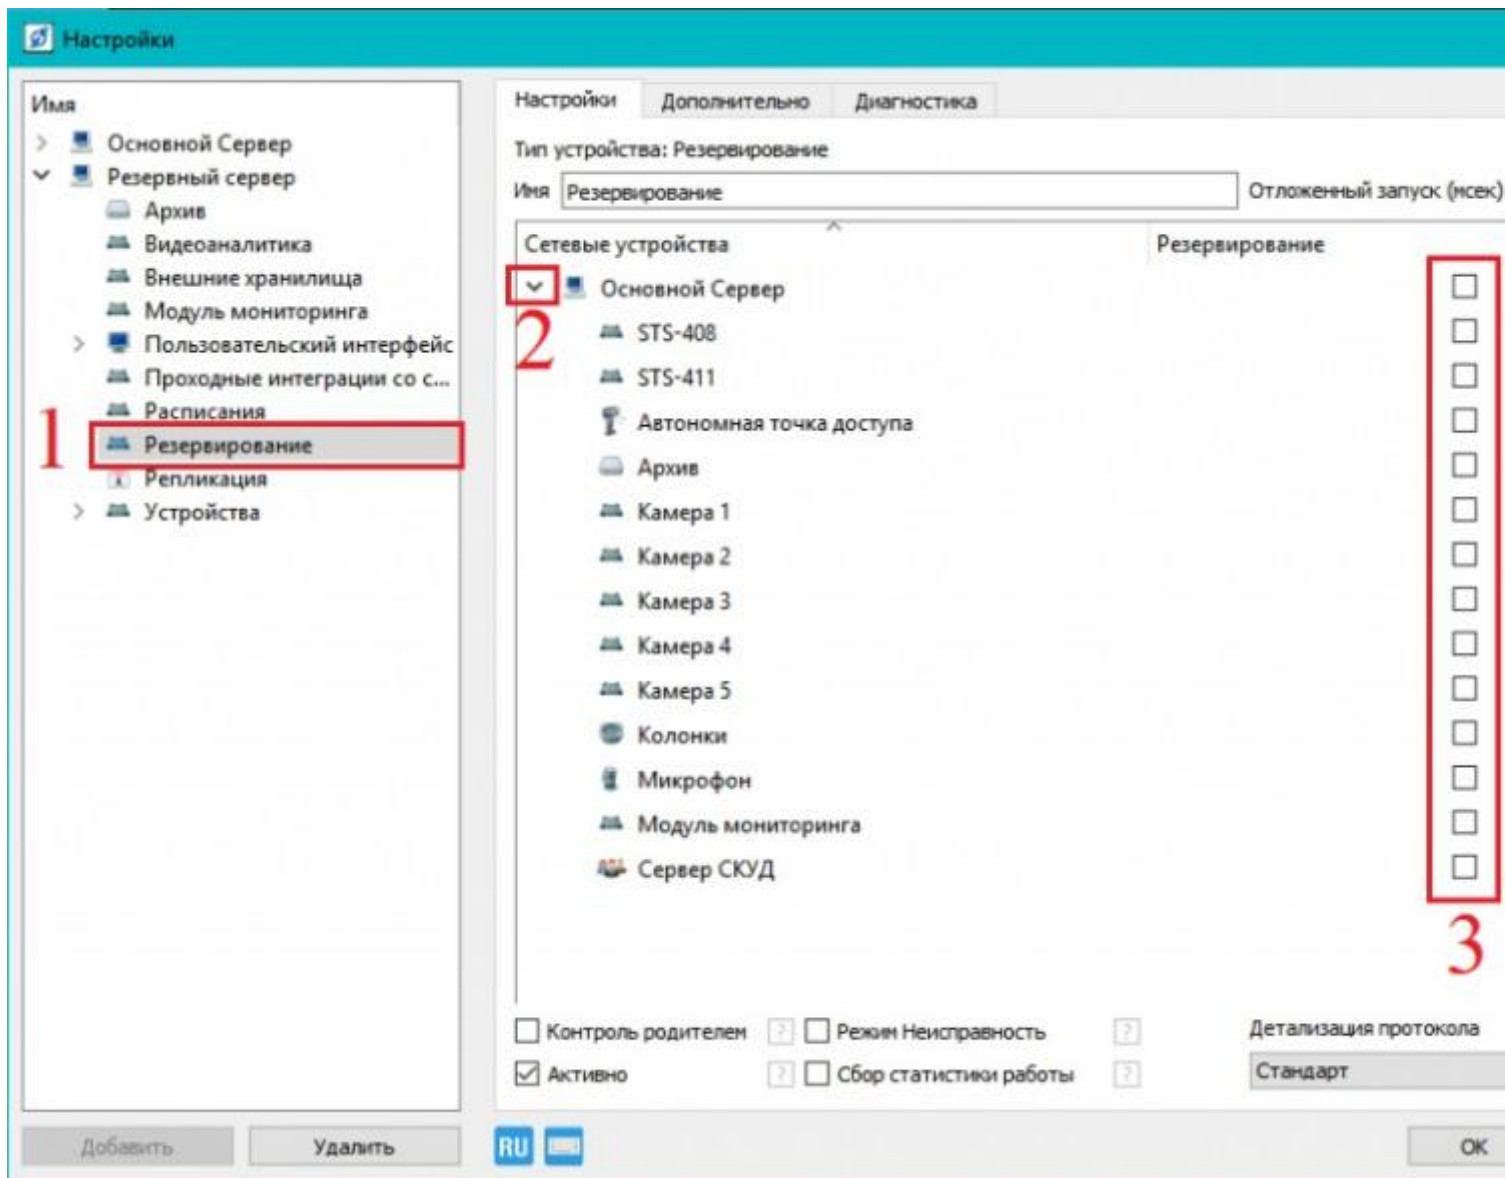 Настройки
Имя
Основной Сервер
Резервный сервер
Архив
Видеоаналитика
Внешние хранилища
Модуль мониторинга
Пользовательский интерфейс
Проходные интеграции со с...
Расписания
1
Резервирование
Репликация
Устройства
Добавить Удалить
Настройки Дополнительно Диагностика
Тип устройства: Резервирование
Имя Резервирование Отложенный запуск (мсек)
Сетевые устройства Резервирование
Основной Сервер
2
STS-408
STS-411
Автономная точка доступа
Архив
Камера 1
Камера 2
Камера 3
Камера 4
Камера 5
Колонки
Микрофон
Модуль мониторинга
Сервер СКУД
3
Контроль родителем ? Режим Неисправность ? Детализация протокола
Активно ? Сбор статистики работы ? Стандарт
RU OK